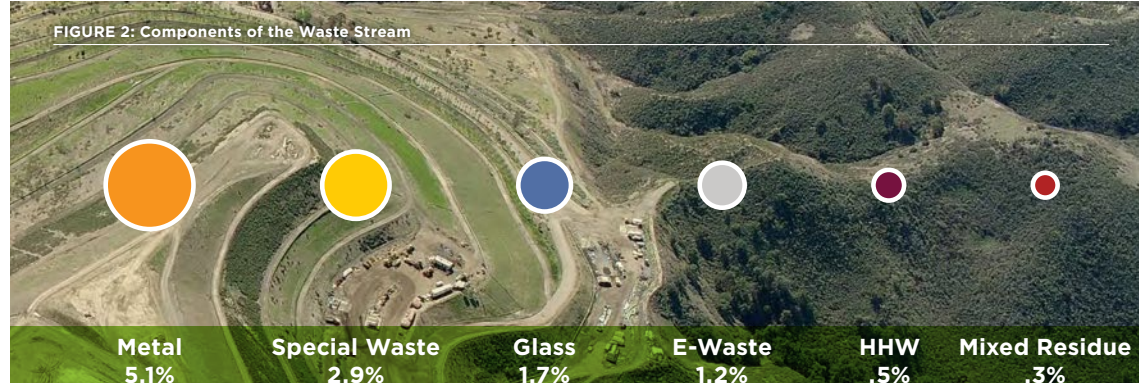 FIGURE 2: Components of the Waste Stream
Metal Special Waste Glass E-Waste HHW Mixed Residue
5.1% 2.9% 1.7% 1.2% .5% .3%